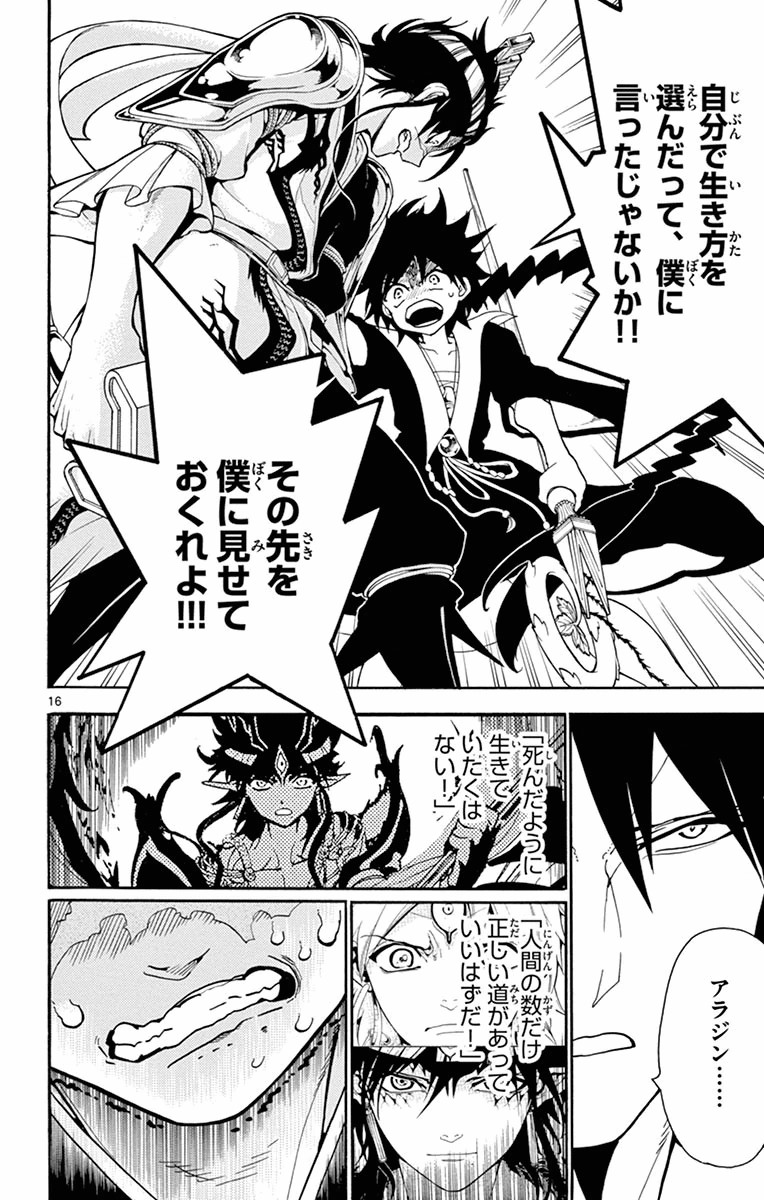 自分で生き方を
選んだって、僕に
言ったじゃないか!!
その先を
僕に見せて
おくれよ!!!
16
アラジン……
「死んだように
生きて
いたくは
ない!」
「人間の数だけ
正しい道があって
いいはずだ!」